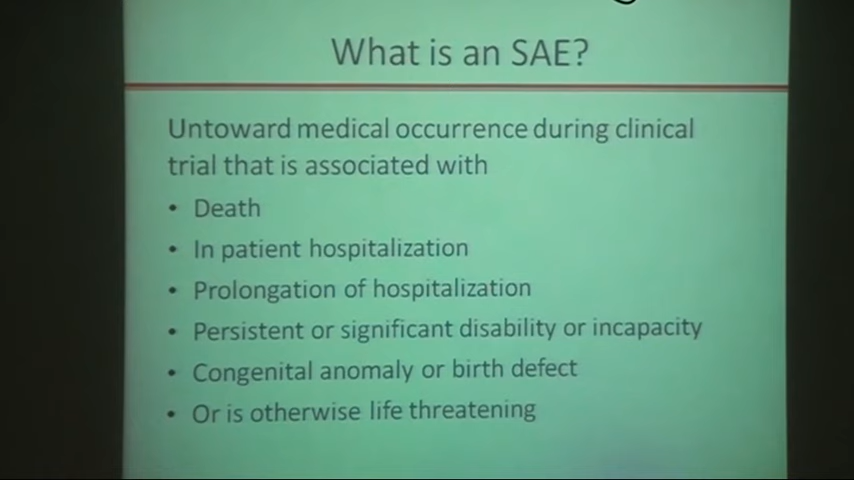 What is an SAE?
Untoward medical occurrence during clinical
trial that is associated with
• Death
• In patient hospitalization
• Prolongation of hospitalization
• Persistent or significant disability or incapacity
• Congenital anomaly or birth defect
• Or is otherwise life threatening